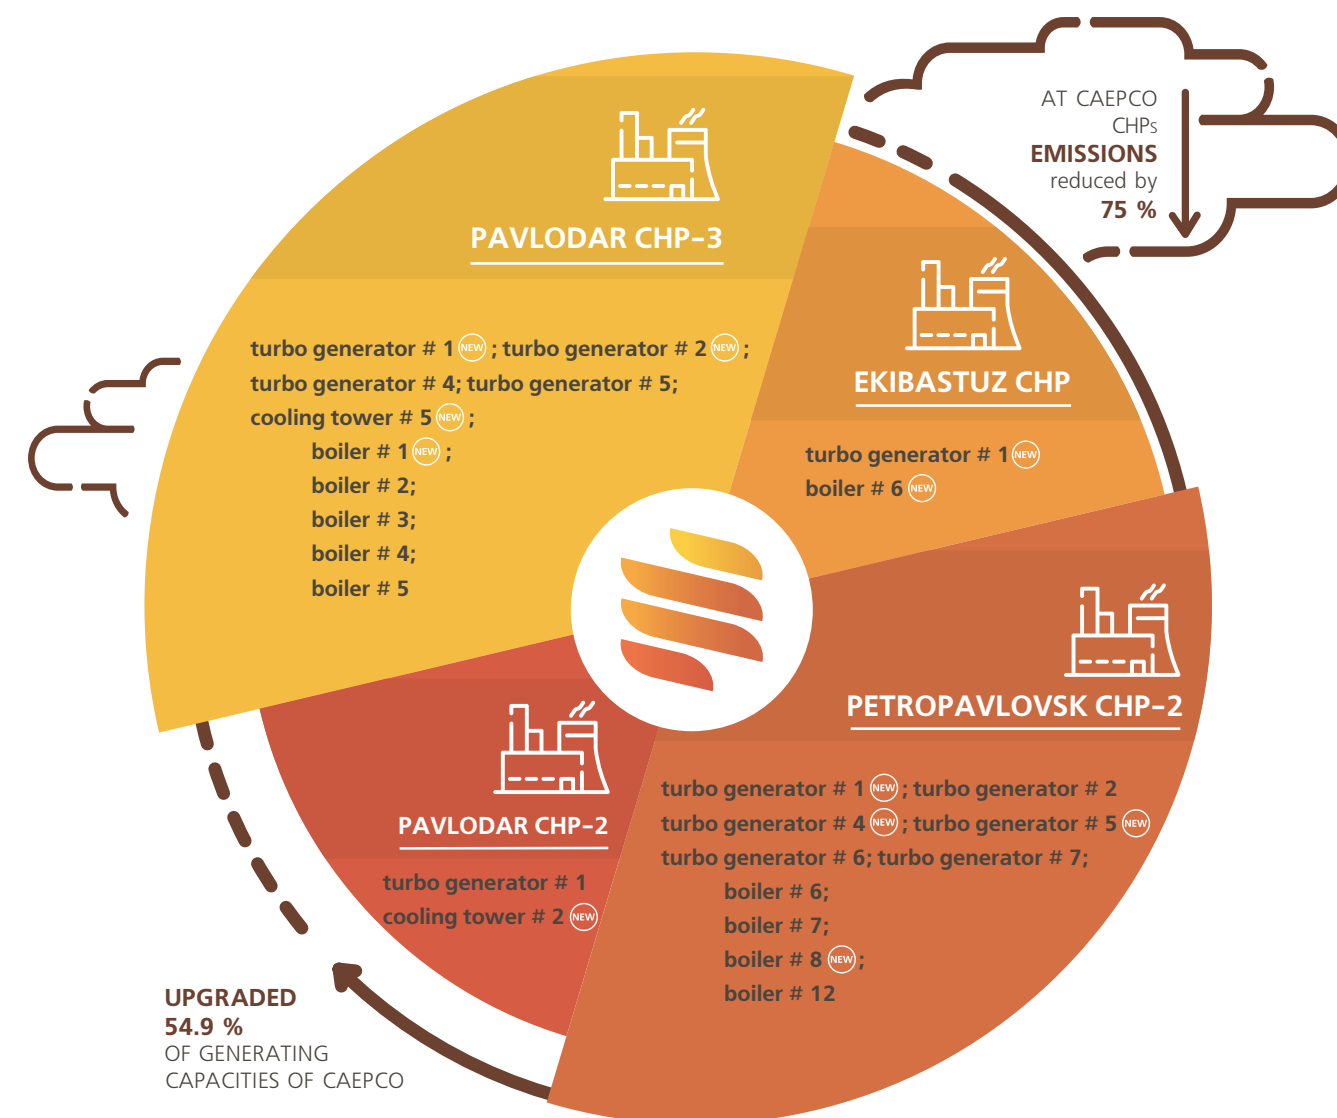 AT CAEPCO
CHPs
EMISSIONS
reduced by
75 %
PAVLODAR CHP-3
turbo generator # 1 NEW ; turbo generator # 2 NEW ;
turbo generator # 4; turbo generator # 5;
cooling tower # 5 NEW ;
boiler # 1 NEW ;
boiler # 2;
boiler # 3;
boiler # 4;
boiler # 5
EKIBASTUZ CHP
turbo generator # 1 NEW
boiler # 6 NEW
PETROPAVLOVSK CHP-2
turbo generator # 1 NEW ; turbo generator # 2
turbo generator # 4 NEW ; turbo generator # 5 NEW
turbo generator # 6; turbo generator # 7;
boiler # 6;
boiler # 7;
boiler # 8 NEW ;
boiler # 12
PAVLODAR CHP-2
turbo generator # 1
cooling tower # 2 NEW
UPGRADED
54.9 %
OF GENERATING
CAPACITIES OF CAEPCO